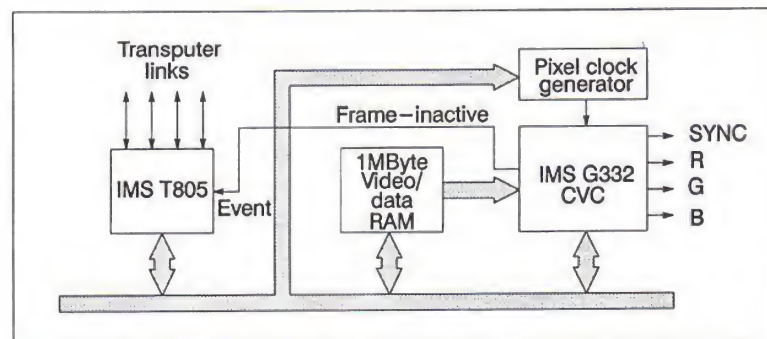 Transputer
links
Pixel clock
generator
Frame-inactive
SYNC
R
G
B
IMS T805
Event
1MByte
Video/
data
RAM
IMS G332
CVC